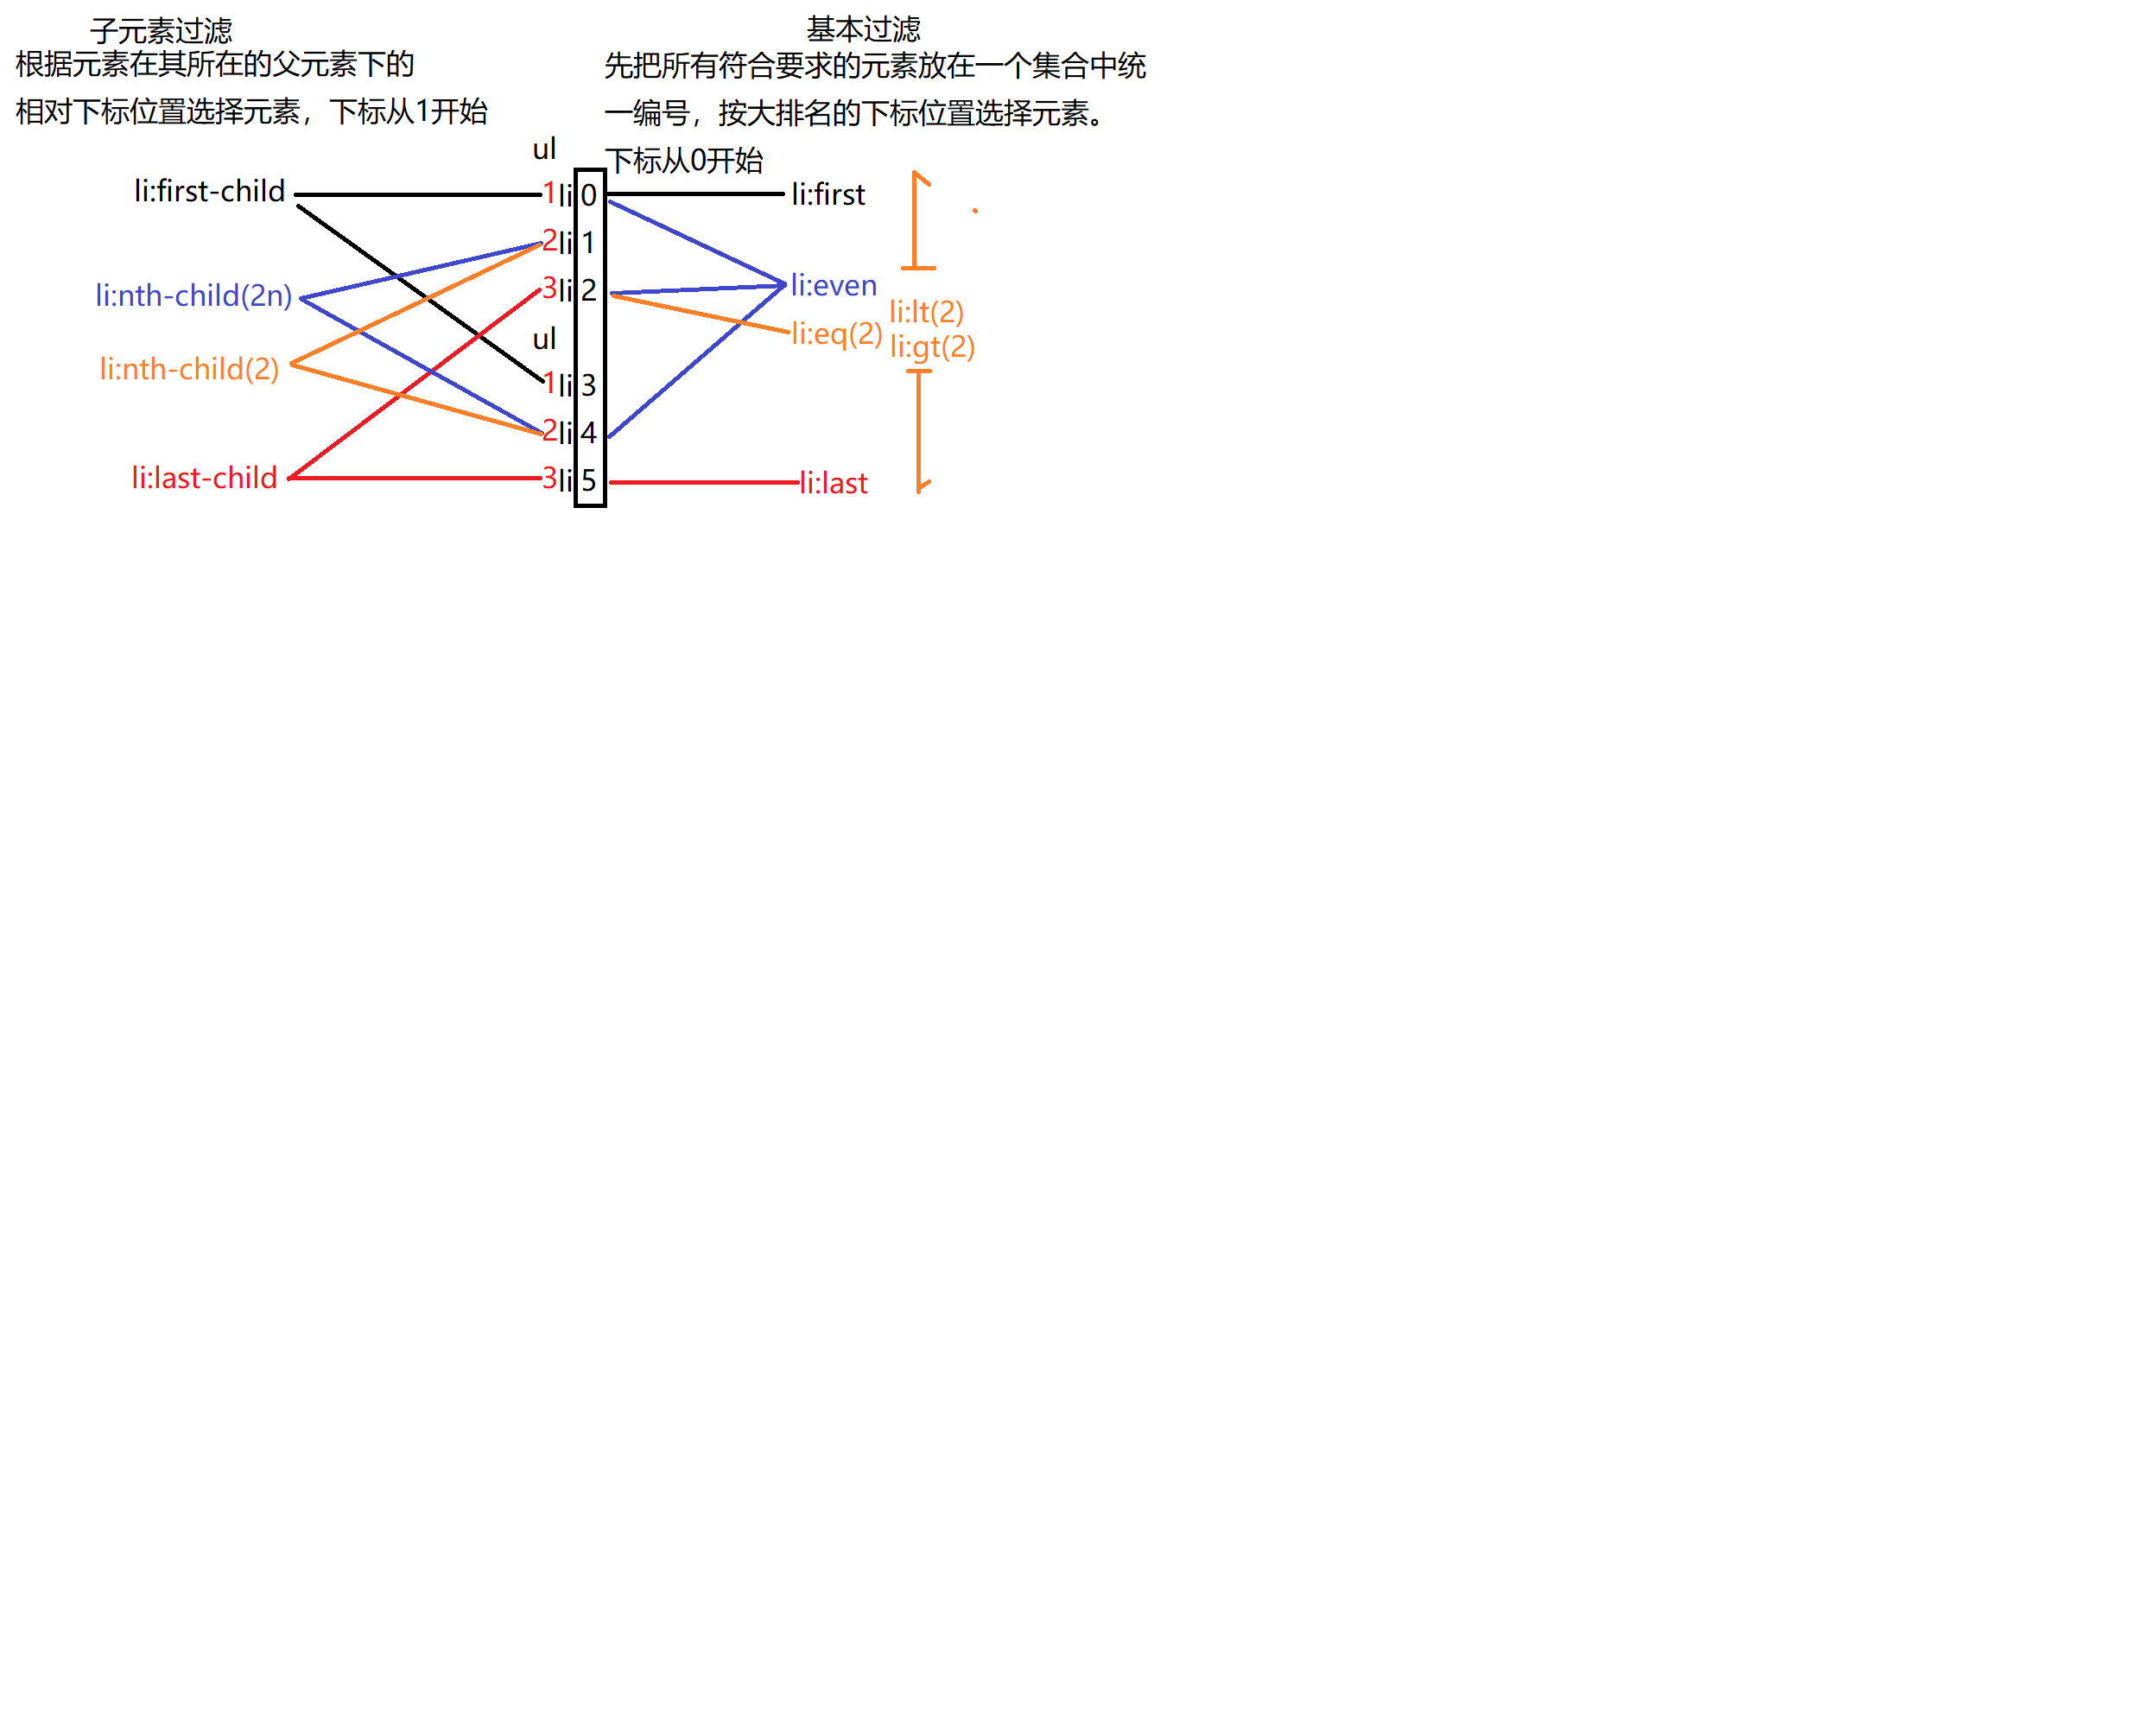 子元素过滤
根据元素在其所在的父元素下的
相对下标位置选择元素，下标从1开始
基本过滤
先把所有符合要求的元素放在一个集合中统
一编号，按大排名的下标位置选择元素。
下标从0开始
ul
li:first-child
1li 0
li:first
2li 1
li:nth-child(2n)
3li 2
li:even
li:lt(2)
ul
li:eq(2)
li:gt(2)
li:nth-child(2)
1li 3
2li 4
li:last-child
3li 5
li:last